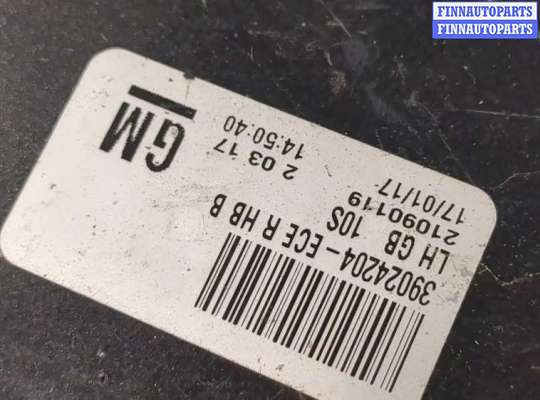 FINNAUTOPARTS
FINNAUTOPARTS
39024204-ECE R HB B
LH GB 10S
21090119
17/01/17
2 03 17
14:50:40
GM